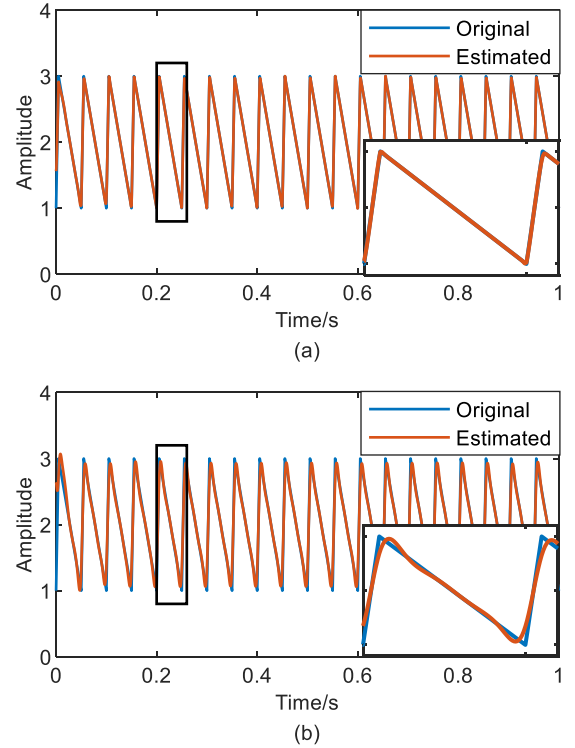 4
Original
Estimated
3
Amplitude
2
1
0
0 0.2 0.4 0.6 0.8 1
Time/s
(a)
4
Original
Estimated
3
Amplitude
2
1
0
0 0.2 0.4 0.6 0.8 1
Time/s
(b)